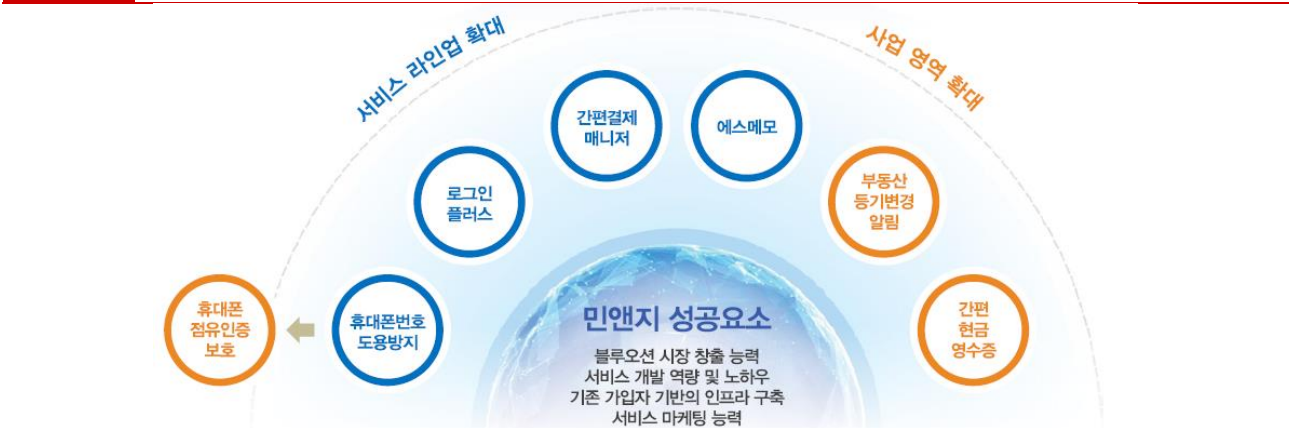 서비스 라인업 확대
사업 영역 확대
간편결제
매니저
에스메모
로그인
플러스
부동산
등기변경
알림
휴대폰
점유인증
보호
휴대폰번호
도용방지
간편
현금
영수증
민앤지 성공요소
블루오션 시장 창출 능력
서비스 개발 역량 및 노하우
기존 가입자 기반의 인프라 구축
서비스 마케팅 능력